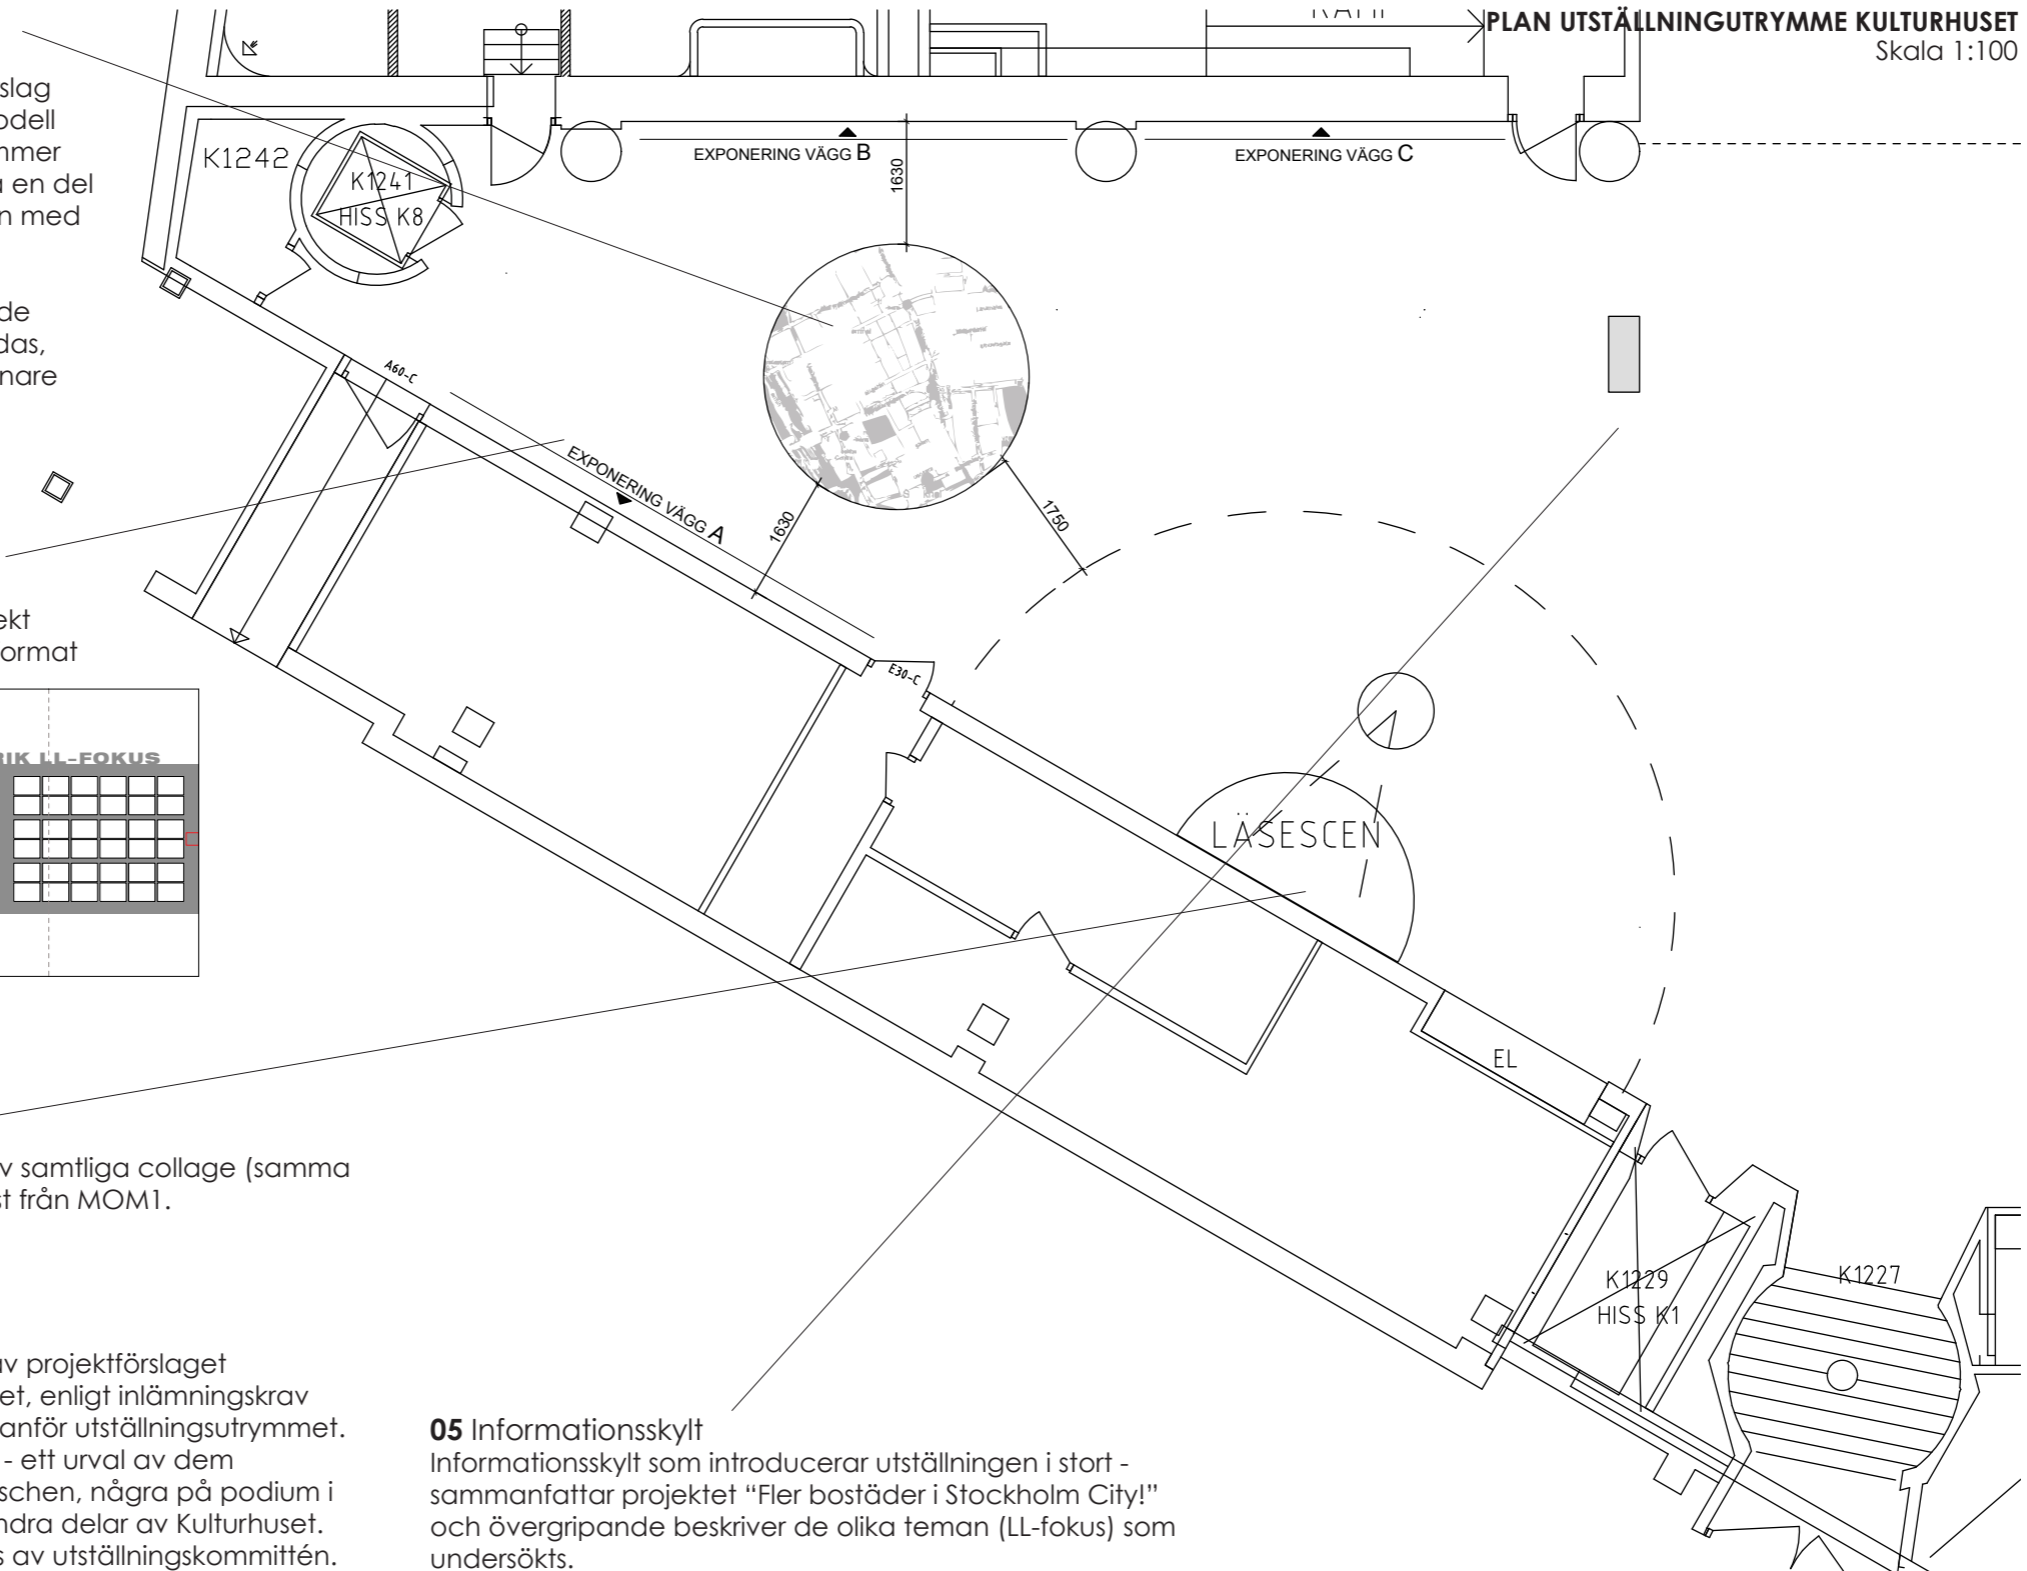 PLAN UTSTÄLLNINGUTRYMME KULTURHUSET
Skala 1:100
slag
odell
nmer
a en del
n med
de
das,
nare
ekt
ormat
RIK LL-FOKUS
v samtliga collage (samma
st från MOM1.
av projektförslaget
et, enligt inlämningskrav
anför utställningsutrymmet.
- ett urval av dem
schen, några på podium i
ndra delar av Kulturhuset.
s av utställningskommittén.
05 Informationsskylt
Informationsskylt som introducerar utställningen i stort -
sammanfattar projektet “Fler bostäder i Stockholm City!”
och övergripande beskriver de olika teman (LL-fokus) som
undersökts.
K1242
K1241
HISS K8
EXPONERING VÄGG B
EXPONERING VÄGG C
1630
A60-C
EXPONERING VÄGG A
1630
1750
E30-C
LÄSESCEN
EL
K1229
HISS K1
K1227